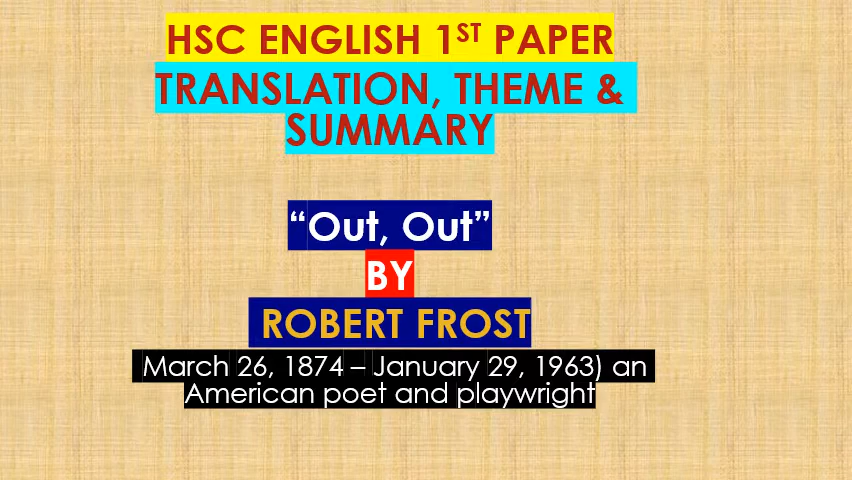 HSC ENGLISH 1ST PAPER
TRANSLATION, THEME &
SUMMARY
“Out, Out”
BY
ROBERT FROST
March 26, 1874 – January 29, 1963) an
American poet and playwright